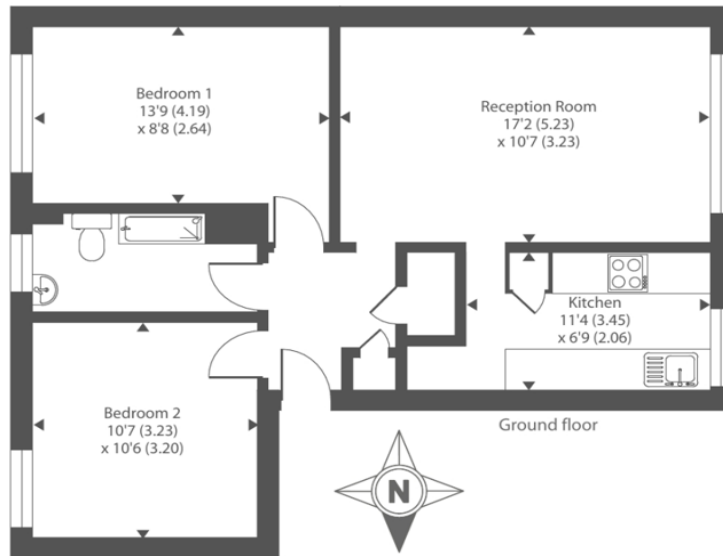 Bedroom 1
13'9 (4.19)
x 8'8 (2.64)
Reception Room
17'2 (5.23)
x 10'7 (3.23)
Kitchen
11'4 (3.45)
x 6'9 (2.06)
Bedroom 2
10'7 (3.23)
x 10'6 (3.20)
Ground floor
N